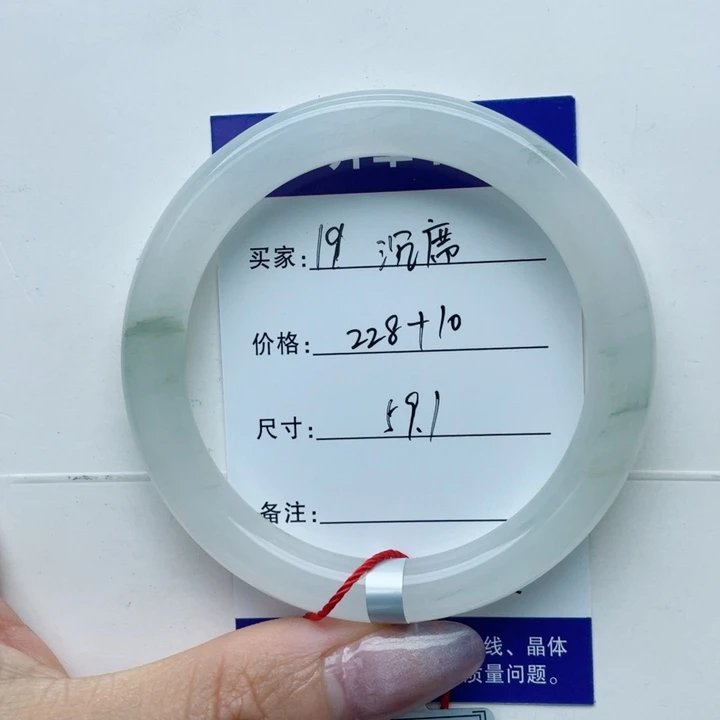 买家: 19 沉席
价格: 228+10
尺寸: 59.1
备注:
线、晶体
质量问题。